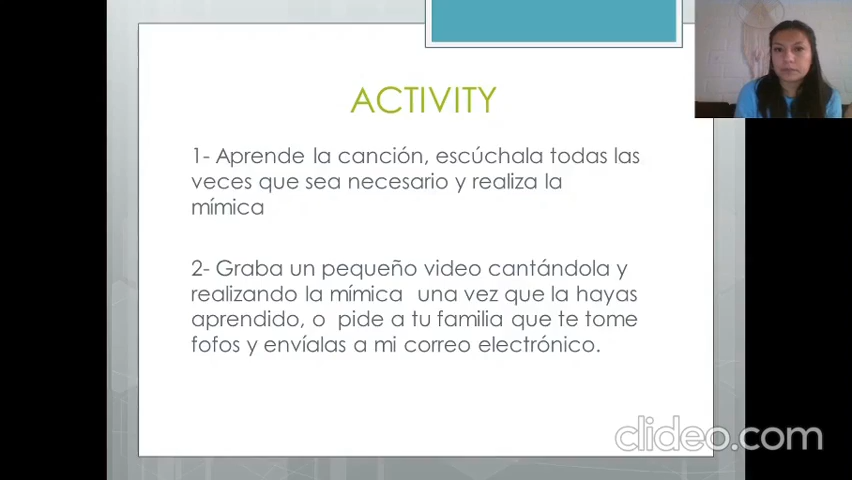 ACTIVITY
1- Aprende la canción, escúchala todas las
veces que sea necesario y realiza la
mímica
2- Graba un pequeño video cantándola y
realizando la mímica una vez que la hayas
aprendido, o pide a tu familia que te tome
fofos y envíalas a mi correo electrónico.
clideo.com